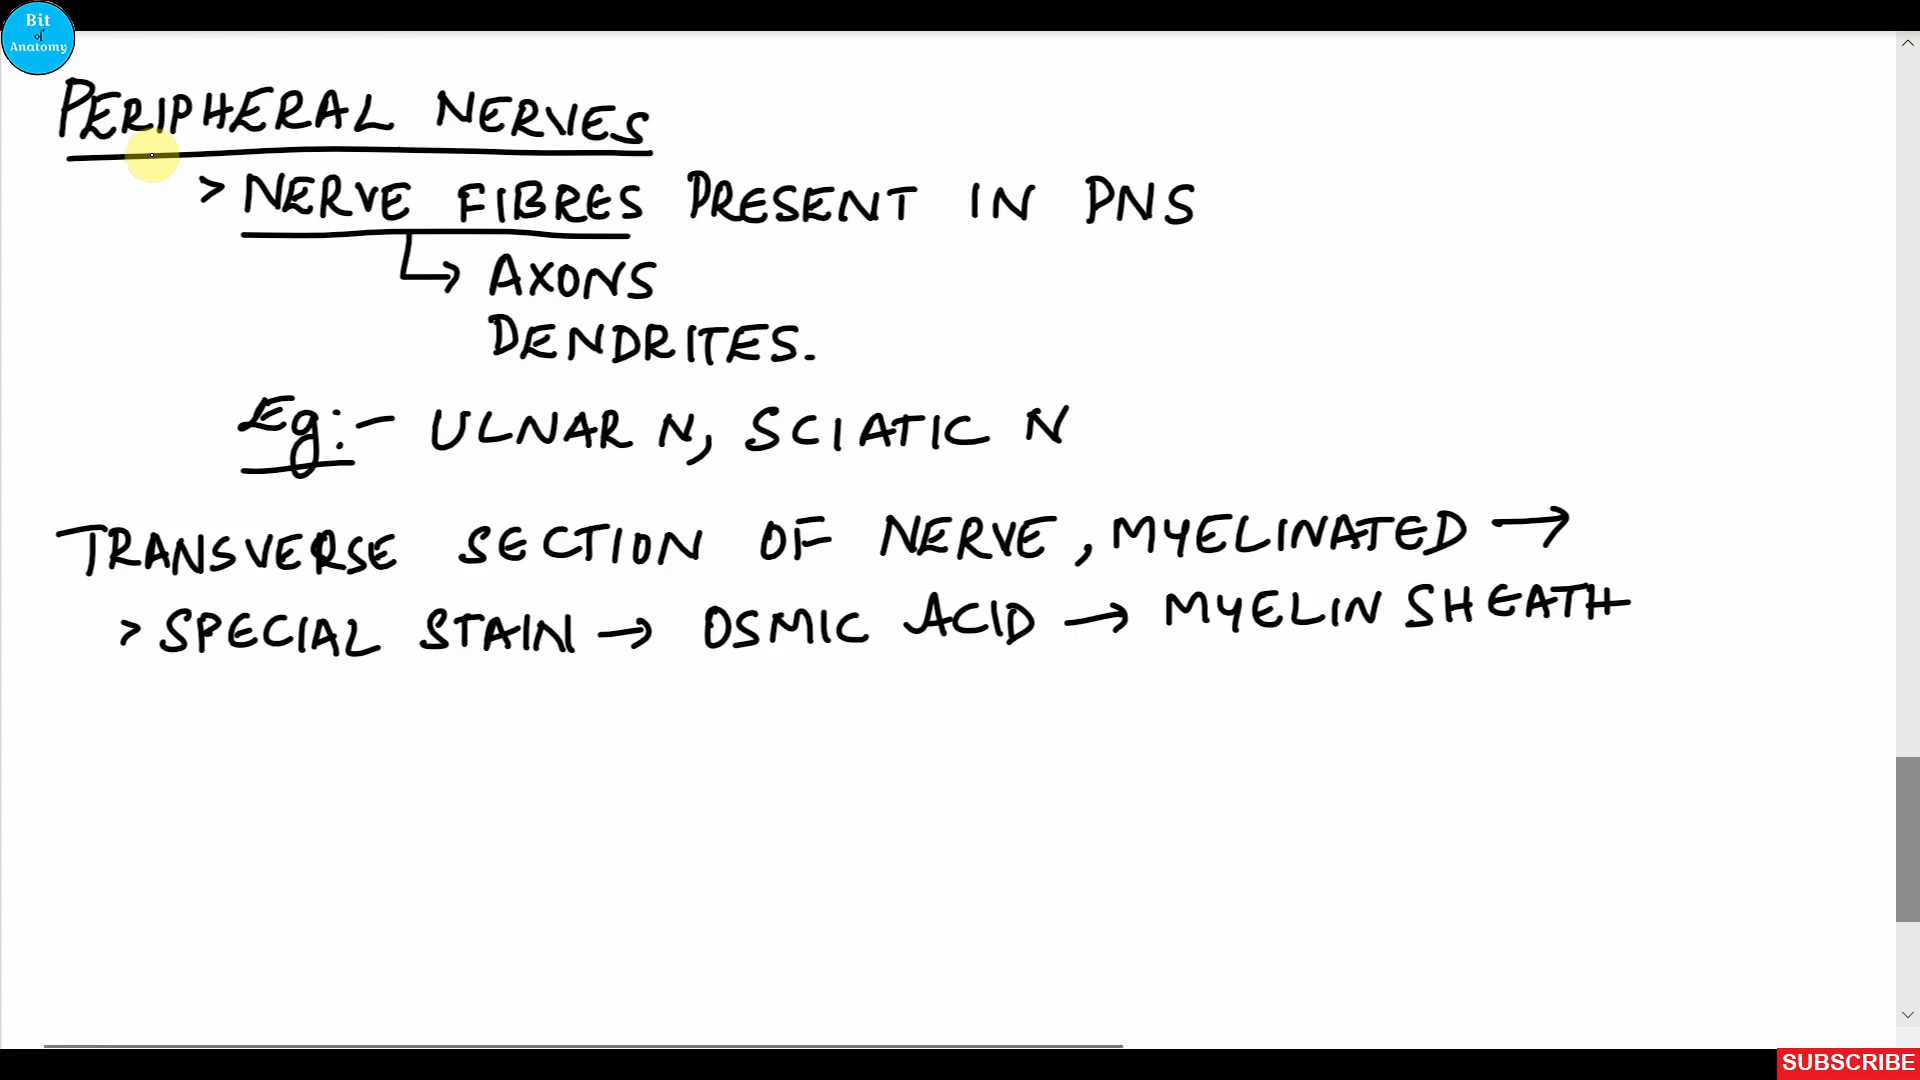 Bit
of
Anatomy
PERIPHERAL NERVES
> NERVE FIBRES PRESENT IN PNS
↳ AXONS
DENDRITES.
Eg:- ULNAR N, SCIATIC N
TRANSVERSE SECTION OF NERVE, MYELINATED →
> SPECIAL STAIN → OSMIC ACID → MYELIN SHEATH
SUBSCRIBE